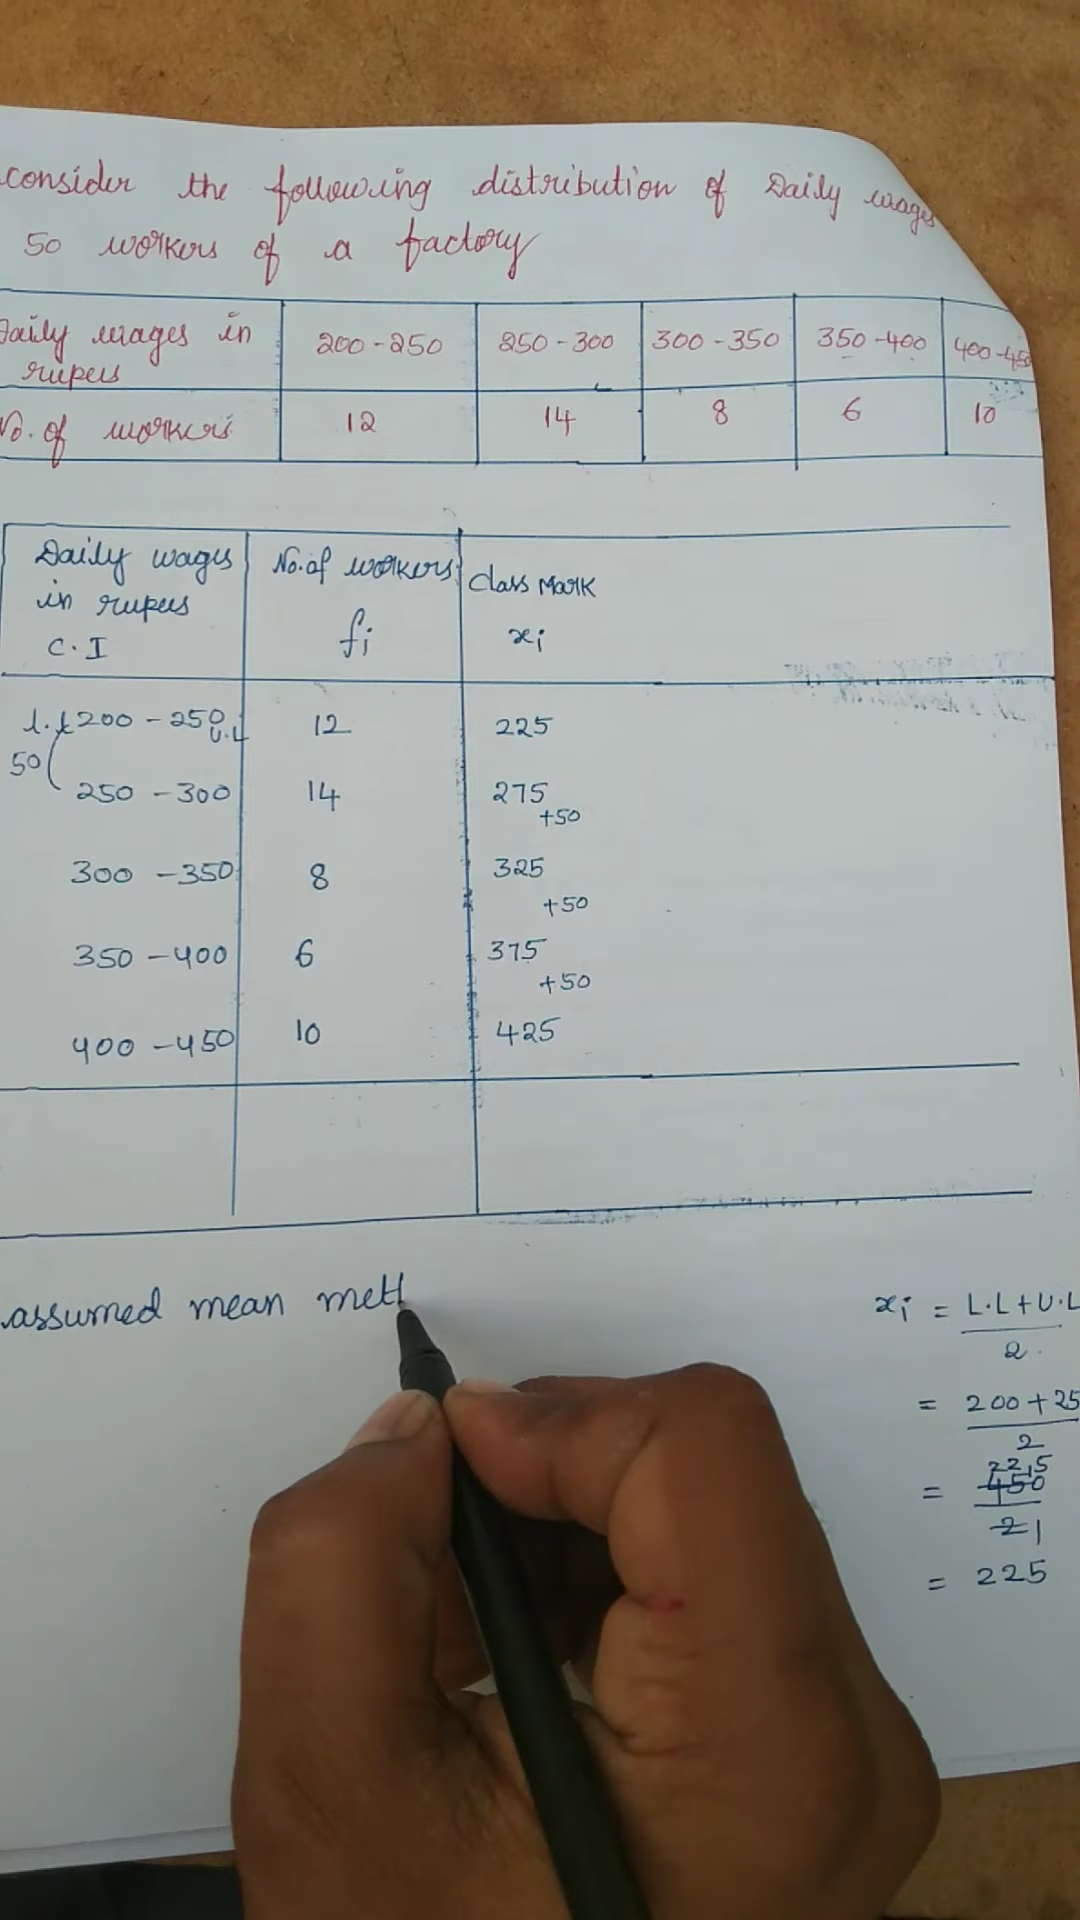 consider the following distribution of Daily wages
50 workers of a factory
Daily wages in rupees 200-250 250-300 300-350 350-400 400-450
No. of workers 12 14 8 6 10
Daily wages in rupees C.I No. of workers fi Class Mark xi
l.l 200 - 250 U.L 12 225
50
250 - 300 14 275
+50
300 - 350 8 325
+50
350 - 400 6 375
+50
400 - 450 10 425
assumed mean met
xi = L.L + U.L
2
= 200 + 25
2
225
= 450
2 1
= 225